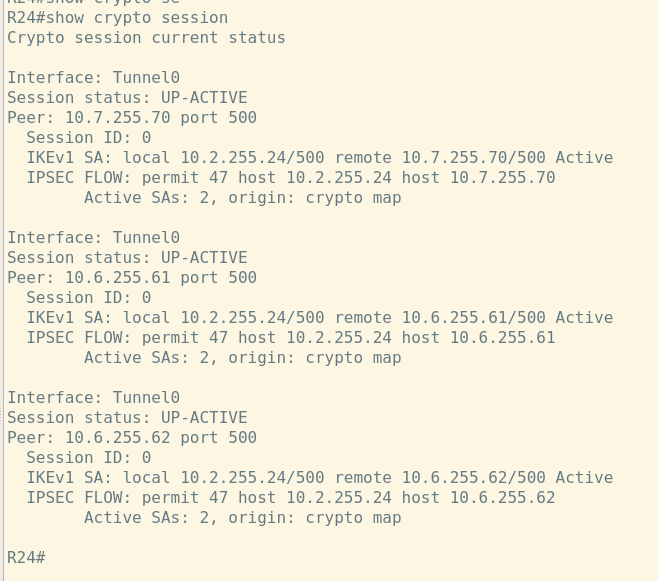 R24#show crypto se
R24#show crypto session
Crypto session current status

Interface: Tunnel0
Session status: UP-ACTIVE
Peer: 10.7.255.70 port 500
  Session ID: 0
  IKEv1 SA: local 10.2.255.24/500 remote 10.7.255.70/500 Active
  IPSEC FLOW: permit 47 host 10.2.255.24 host 10.7.255.70
        Active SAs: 2, origin: crypto map

Interface: Tunnel0
Session status: UP-ACTIVE
Peer: 10.6.255.61 port 500
  Session ID: 0
  IKEv1 SA: local 10.2.255.24/500 remote 10.6.255.61/500 Active
  IPSEC FLOW: permit 47 host 10.2.255.24 host 10.6.255.61
        Active SAs: 2, origin: crypto map

Interface: Tunnel0
Session status: UP-ACTIVE
Peer: 10.6.255.62 port 500
  Session ID: 0
  IKEv1 SA: local 10.2.255.24/500 remote 10.6.255.62/500 Active
  IPSEC FLOW: permit 47 host 10.2.255.24 host 10.6.255.62
        Active SAs: 2, origin: crypto map

R24#